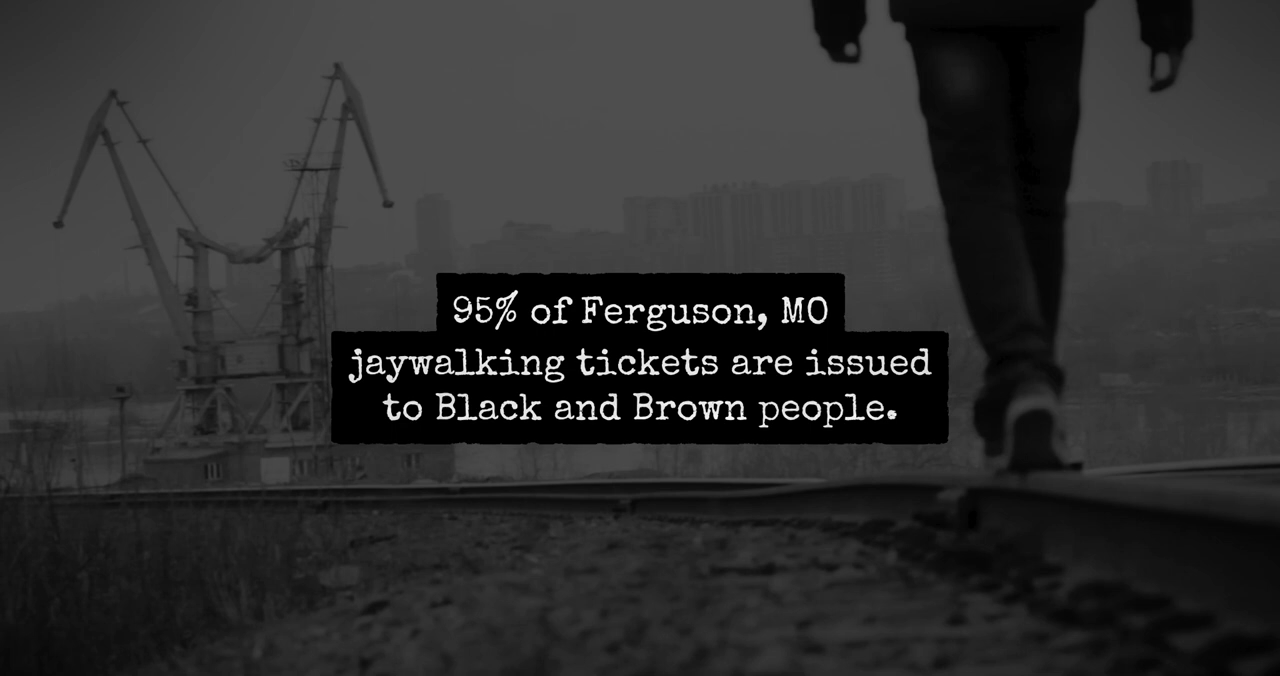 95% of Ferguson, MO
jaywalking tickets are issued
to Black and Brown people.